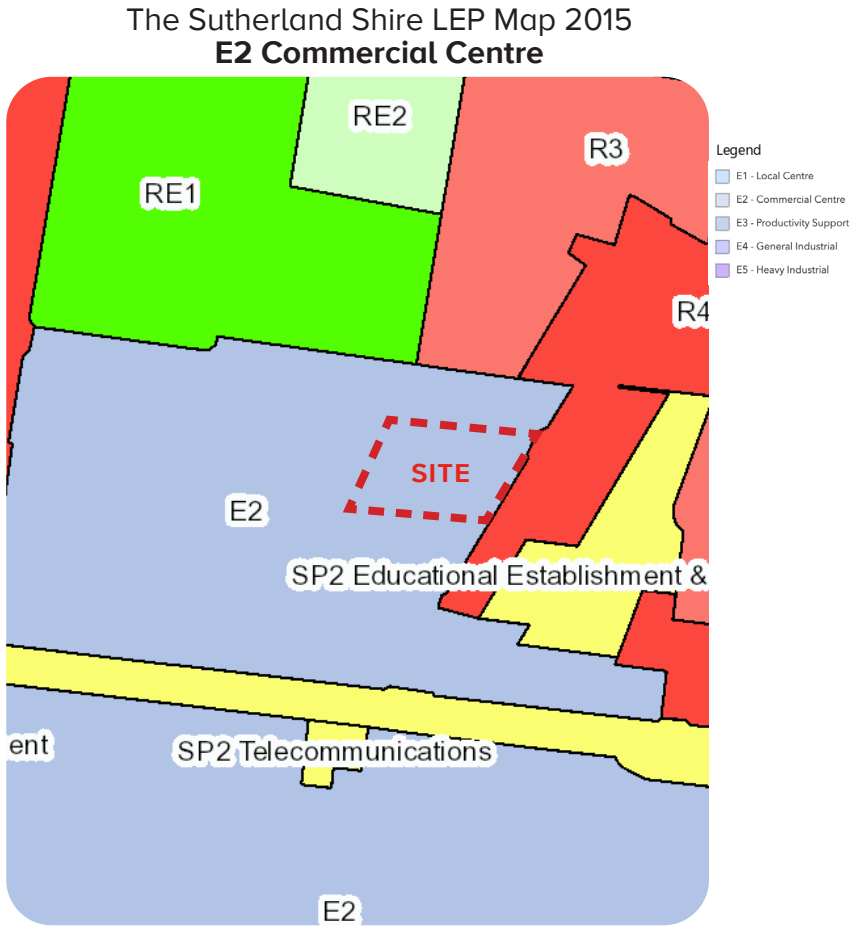 The Sutherland Shire LEP Map 2015
E2 Commercial Centre
RE2
R3
RE1
R4
Legend
E1 - Local Centre
E2 - Commercial Centre
E3 - Productivity Support
E4 - General Industrial
E5 - Heavy Industrial
SITE
E2
SP2 Educational Establishment &
ent
SP2 Telecommunications
E2